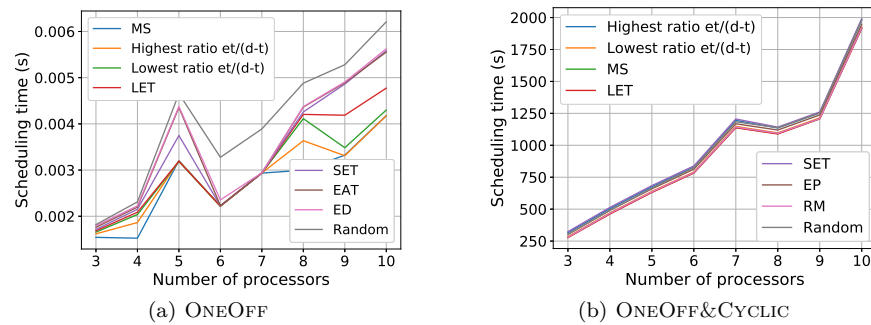 0.006
0.005
0.004
0.003
0.002
Scheduling time (s)
MS
Highest ratio et/(d-t)
Lowest ratio et/(d-t)
LET
SET
EAT
ED
Random
3 4 5 6 7 8 9 10
Number of processors
(a) ONEOFF
2000
1750
1500
1250
1000
750
500
250
Scheduling time (s)
Highest ratio et/(d-t)
Lowest ratio et/(d-t)
MS
LET
SET
EP
RM
Random
3 4 5 6 7 8 9 10
Number of processors
(b) ONEOFF&CYCLIC